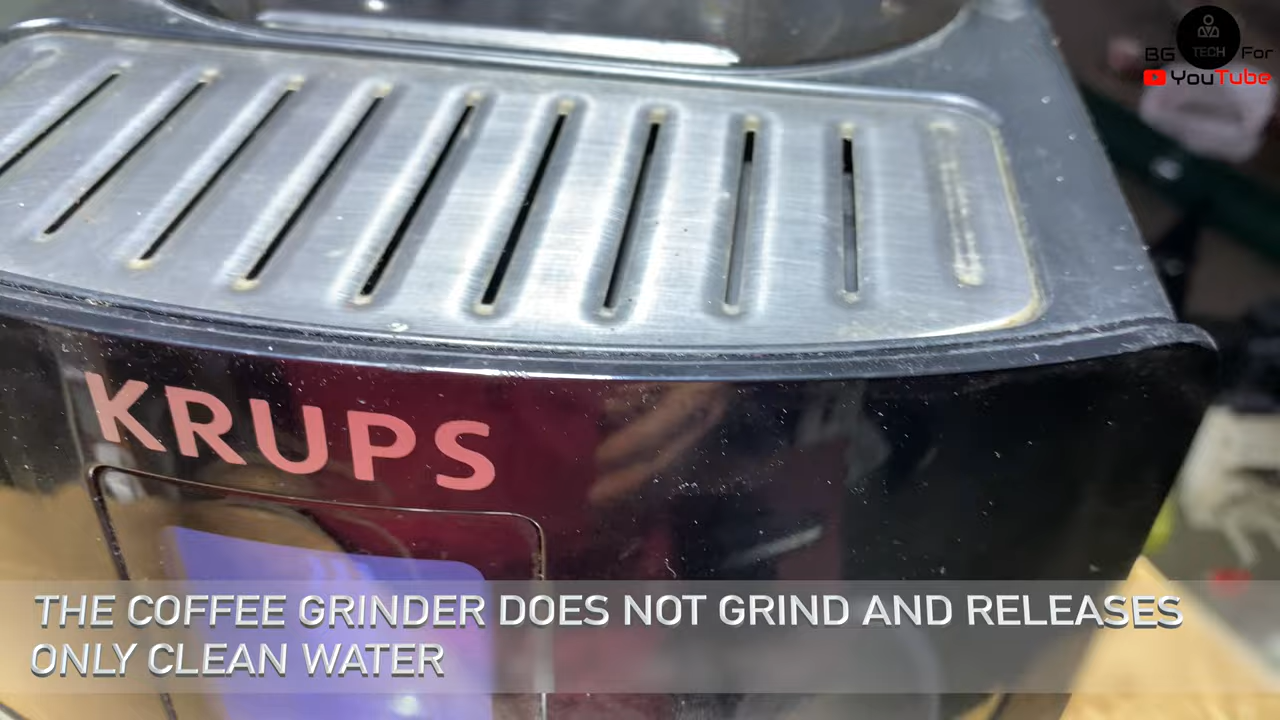 BG TECH For
YouTube
KRUPS
THE COFFEE GRINDER DOES NOT GRIND AND RELEASES
ONLY CLEAN WATER